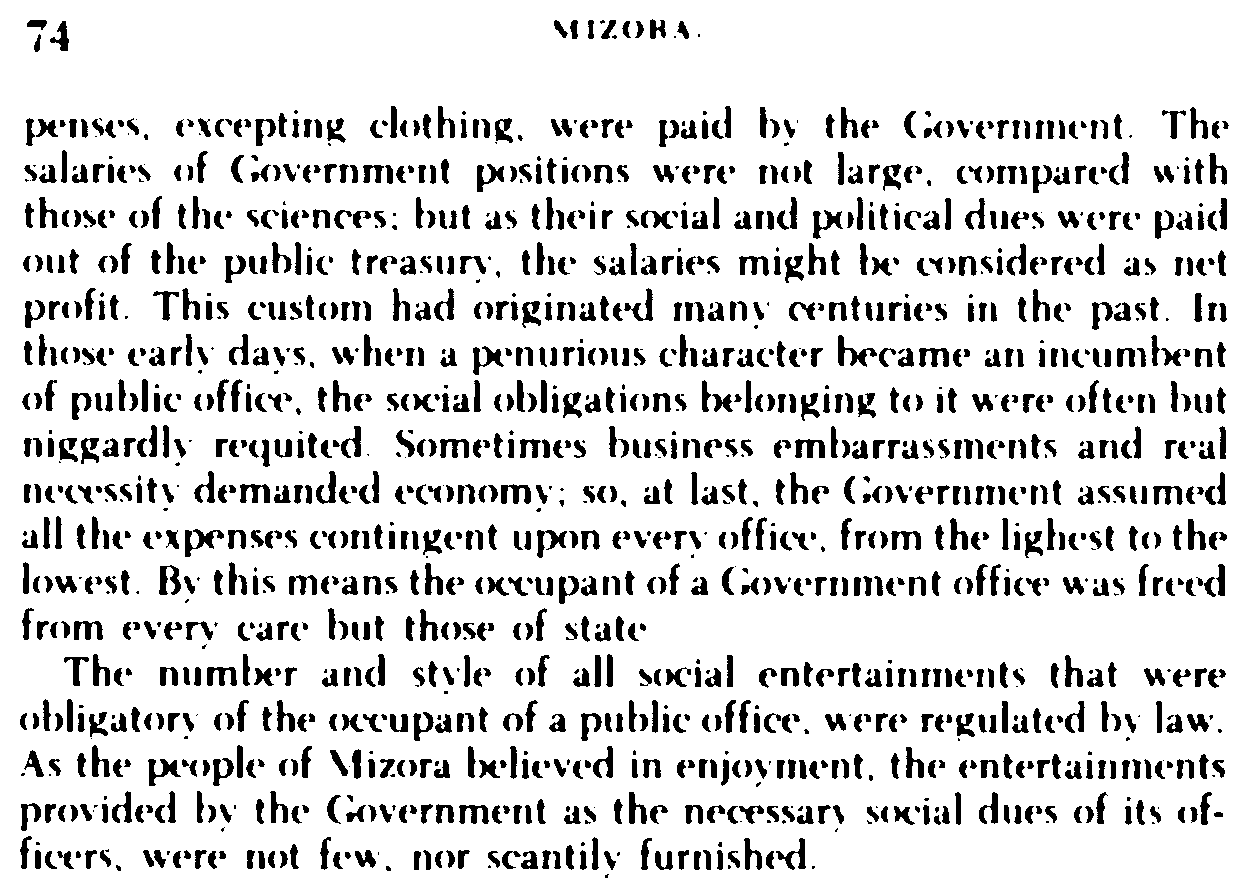 74 MIZORA.
penses, excepting clothing, were paid by the Government. The
salaries of Government positions were not large, compared with
those of the sciences; but as their social and political dues were paid
out of the public treasury, the salaries might be considered as net
profit. This custom had originated many centuries in the past. In
those early days, when a penurious character became an incumbent
of public office, the social obligations belonging to it were often but
niggardly requited. Sometimes business embarrassments and real
necessity demanded economy; so, at last, the Government assumed
all the expenses contingent upon every office, from the lighest to the
lowest. By this means the occupant of a Government office was freed
from every care but those of state
The number and style of all social entertainments that were
obligatory of the occupant of a public office, were regulated by law.
As the people of Mizora believed in enjoyment, the entertainments
provided by the Government as the necessary social dues of its of-
ficers, were not few, nor scantily furnished.